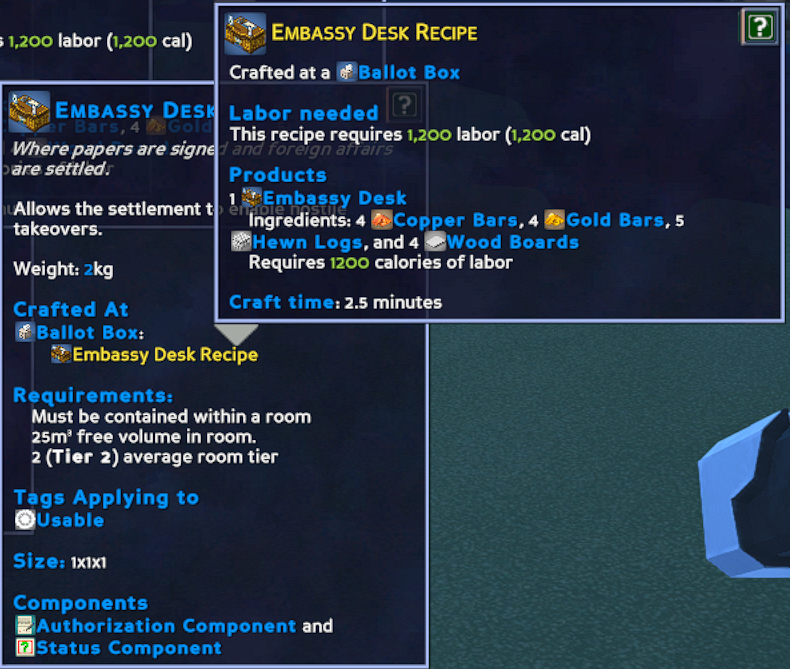 s 1,200 labor (1,200 cal)
EMBASSY DESK RECIPE
?
Crafted at a Ballot Box
Labor needed
This recipe requires 1,200 labor (1,200 cal)
Products
1 Embassy Desk
Ingredients: 4 Copper Bars, 4 Gold Bars, 5
Hewn Logs, and 4 Wood Boards
Requires 1200 calories of labor
Craft time: 2.5 minutes
EMBASSY DESK
?
er Bars, 4 Gold
Where papers are signed and foreign affairs
are settled.
Allows the settlement to enable hostile
takeovers.
Weight: 2kg
Crafted At
Ballot Box:
Embassy Desk Recipe
Requirements:
Must be contained within a room
25m³ free volume in room.
2 (Tier 2) average room tier
Tags Applying to
Usable
Size: 1x1x1
Components
Authorization Component and
Status Component